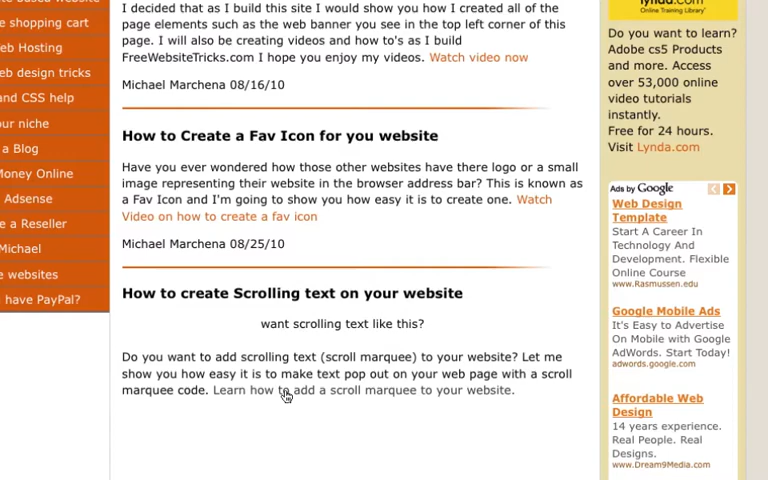 e shopping cart
eb Hosting
eb design tricks
and CSS help
our niche
a Blog
Money Online
Adsense
e a Reseller
Michael
e websites
have PayPal?
I decided that as I build this site I would show you how I created all of the
page elements such as the web banner you see in the top left corner of this
page. I will also be creating videos and how to's as I build
FreeWebsiteTricks.com I hope you enjoy my videos. Watch video now
Michael Marchena 08/16/10
How to Create a Fav Icon for you website
Have you ever wondered how those other websites have there logo or a small
image representing their website in the browser address bar? This is known as
a Fav Icon and I'm going to show you how easy it is to create one. Watch
Video on how to create a fav icon
Michael Marchena 08/25/10
How to create Scrolling text on your website
want scrolling text like this?
Do you want to add scrolling text (scroll marquee) to your website? Let me
show you how easy it is to make text pop out on your web page with a scroll
marquee code. Learn how to add a scroll marquee to your website.
lynda.com
Online Training Library
Do you want to learn?
Adobe cs5 Products
and more. Access
over 53,000 online
video tutorials
instantly.
Free for 24 hours.
Visit Lynda.com
Ads by Google
Web Design
Template
Start A Career In
Technology And
Development. Flexible
Online Course
www.Rasmussen.edu
Google Mobile Ads
It's Easy to Advertise
On Mobile with Google
AdWords. Start Today!
adwords.google.com
Affordable Web
Design
14 years experience.
Real People. Real
Designs.
www.Dream9Media.com